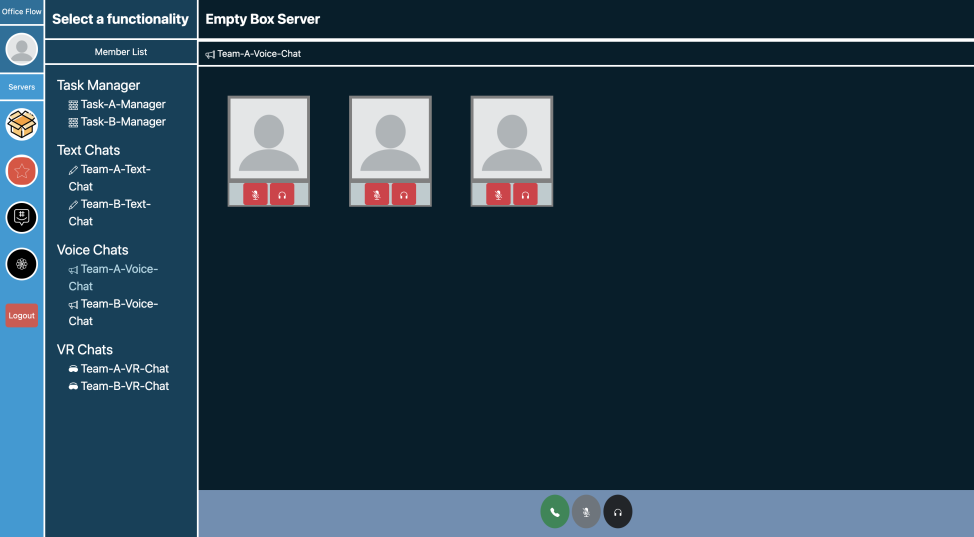 Office Flow
Select a functionality
Empty Box Server
Member List
Team-A-Voice-Chat
Servers
Task Manager
Task-A-Manager
Task-B-Manager
Text Chats
Team-A-Text-
Chat
Team-B-Text-
Chat
Voice Chats
Team-A-Voice-
Chat
Team-B-Voice-
Chat
VR Chats
Team-A-VR-Chat
Team-B-VR-Chat
Logout